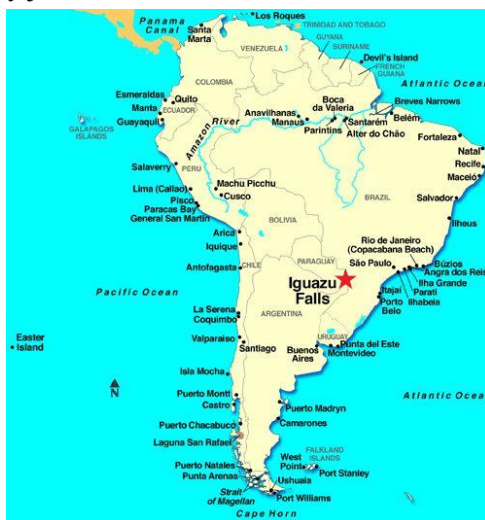 Panama
Canal
Los Roques
Santa
Marta
TRINIDAD AND TOBAGO
GUYANA
SURINAME
VENEZUELA
Devil's Island
FRENCH
GUIANA
COLOMBIA
Atlantic Ocean
Esmeraldas
Quito
Manta
ECUADOR
Guayaquil
GALAPAGOS
ISLANDS
Amazon River
Anavilhanas
Manaus
Boca
da Valeria
Parintins
Santarém
Alter do Chão
Breves Narrows
Belém
Fortaleza
Natal
Recife
Maceió
Salaverry
PERU
BRAZIL
Lima (Callao)
Machu Picchu
Cusco
Pisco
Paracas Bay
General San Martin
Salvador
Ilheus
BOLIVIA
Arica
Iquique
Rio de Janeiro
(Copacabana Beach)
PARAGUAY
São Paulo
Búzios
Angra dos Reis
Ilha Grande
Parati
Ilhabela
Antofagasta
CHILE
Iguazu
Falls
Itajaí
Porto
Belo
Pacific Ocean
ARGENTINA
La Serena
Coquimbo
URUGUAY
Easter
Island
Valparaiso
Santiago
Buenos
Aires
Punta del Este
Montevideo
Isla Mocha
N
Atlantic Ocean
Puerto Montt
Castro
Puerto Madryn
Camarones
Puerto Chacabuco
Laguna San Rafael
FALKLAND
ISLANDS
West
Point
Port Stanley
Puerto Natales
Punta Arenas
Ushuaia
Strait
of Magellan
Port Williams
Cape Horn